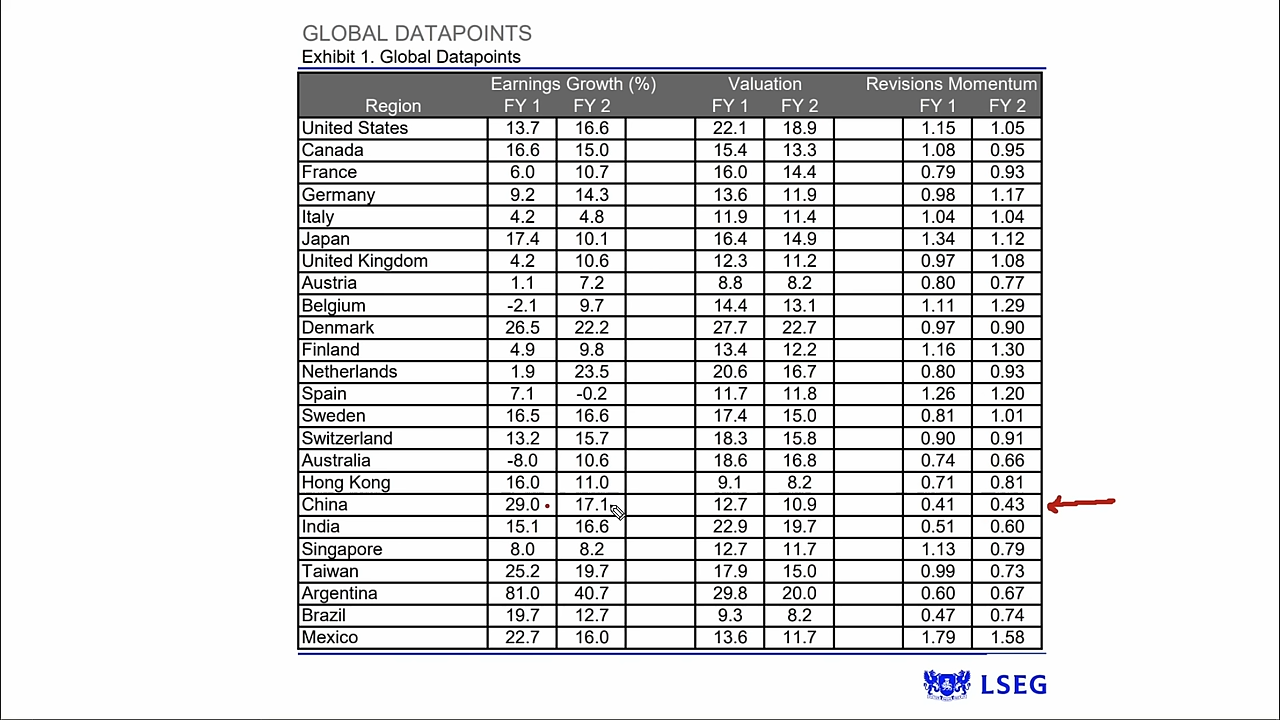 GLOBAL DATAPOINTS
Exhibit 1. Global Datapoints
Earnings Growth (%) Valuation Revisions Momentum
Region FY 1 FY 2 FY 1 FY 2 FY 1 FY 2
United States 13.7 16.6 22.1 18.9 1.15 1.05
Canada 16.6 15.0 15.4 13.3 1.08 0.95
France 6.0 10.7 16.0 14.4 0.79 0.93
Germany 9.2 14.3 13.6 11.9 0.98 1.17
Italy 4.2 4.8 11.9 11.4 1.04 1.04
Japan 17.4 10.1 16.4 14.9 1.34 1.12
United Kingdom 4.2 10.6 12.3 11.2 0.97 1.08
Austria 1.1 7.2 8.8 8.2 0.80 0.77
Belgium -2.1 9.7 14.4 13.1 1.11 1.29
Denmark 26.5 22.2 27.7 22.7 0.97 0.90
Finland 4.9 9.8 13.4 12.2 1.16 1.30
Netherlands 1.9 23.5 20.6 16.7 0.80 0.93
Spain 7.1 -0.2 11.7 11.8 1.26 1.20
Sweden 16.5 16.6 17.4 15.0 0.81 1.01
Switzerland 13.2 15.7 18.3 15.8 0.90 0.91
Australia -8.0 10.6 18.6 16.8 0.74 0.66
Hong Kong 16.0 11.0 9.1 8.2 0.71 0.81
China 29.0 17.1 12.7 10.9 0.41 0.43
India 15.1 16.6 22.9 19.7 0.51 0.60
Singapore 8.0 8.2 12.7 11.7 1.13 0.79
Taiwan 25.2 19.7 17.9 15.0 0.99 0.73
Argentina 81.0 40.7 29.8 20.0 0.60 0.67
Brazil 19.7 12.7 9.3 8.2 0.47 0.74
Mexico 22.7 16.0 13.6 11.7 1.79 1.58
LSEG